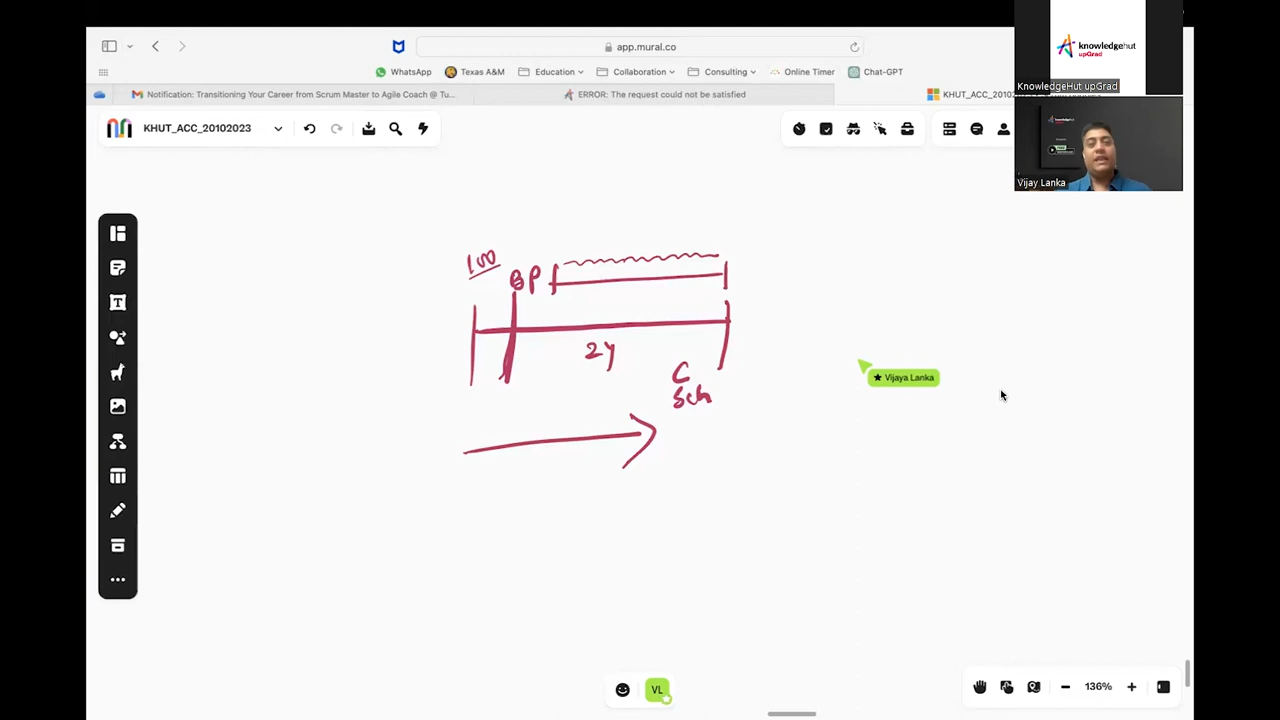 app.mural.co
WhatsApp
Texas A&M
Education
Collaboration
Consulting
Online Timer
Chat-GPT
Notification: Transitioning Your Career from Scrum Master to Agile Coach @ Tu...
ERROR: The request could not be satisfied
KHUT_ACC_2010202
KHUT_ACC_20102023
knowledgehut
upGrad
KnowledgeHut upGrad
knowledgehut
Vijay Lanka
100
BP
2y
C
Sch
Vijaya Lanka
VL
136%